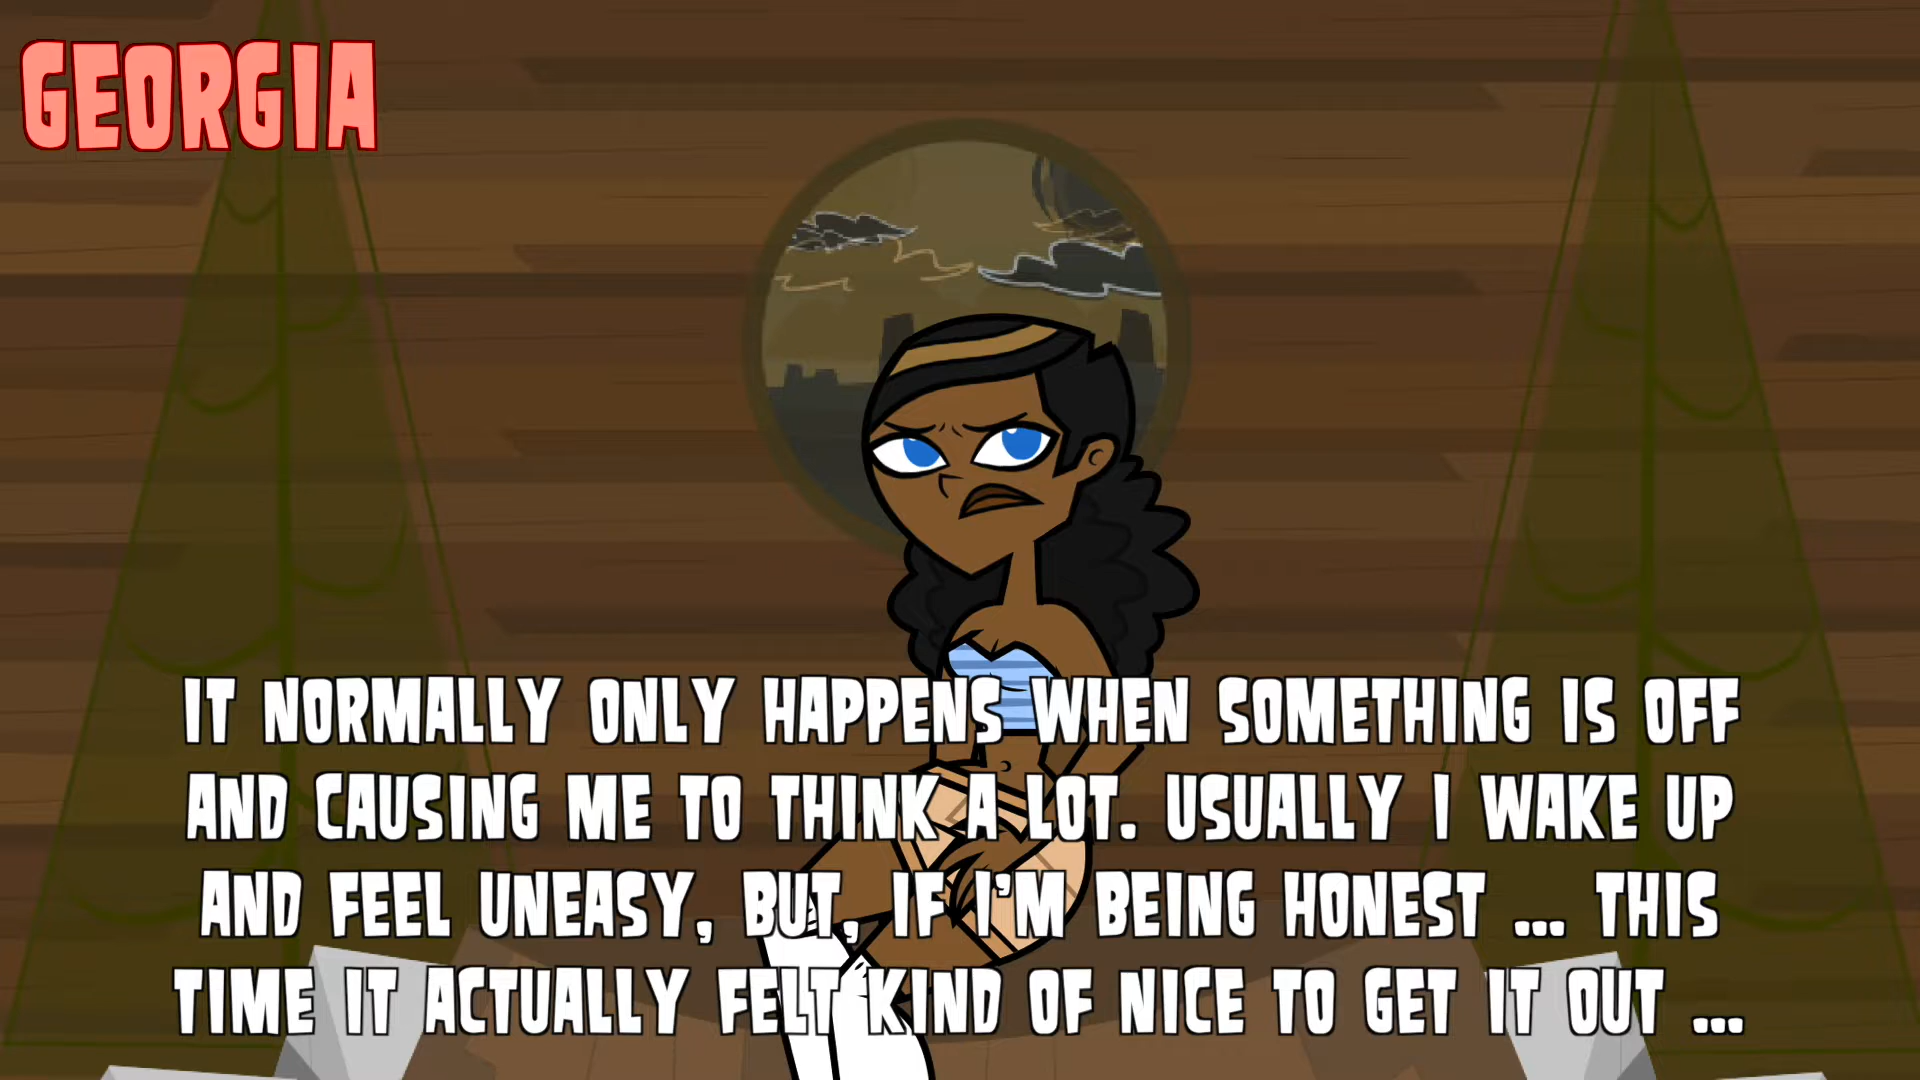 GEORGIA
IT NORMALLY ONLY HAPPENS WHEN SOMETHING IS OFF
AND CAUSING ME TO THINK A LOT. USUALLY I WAKE UP
AND FEEL UNEASY, BUT, IF I'M BEING HONEST ... THIS
TIME IT ACTUALLY FELT KIND OF NICE TO GET IT OUT ...